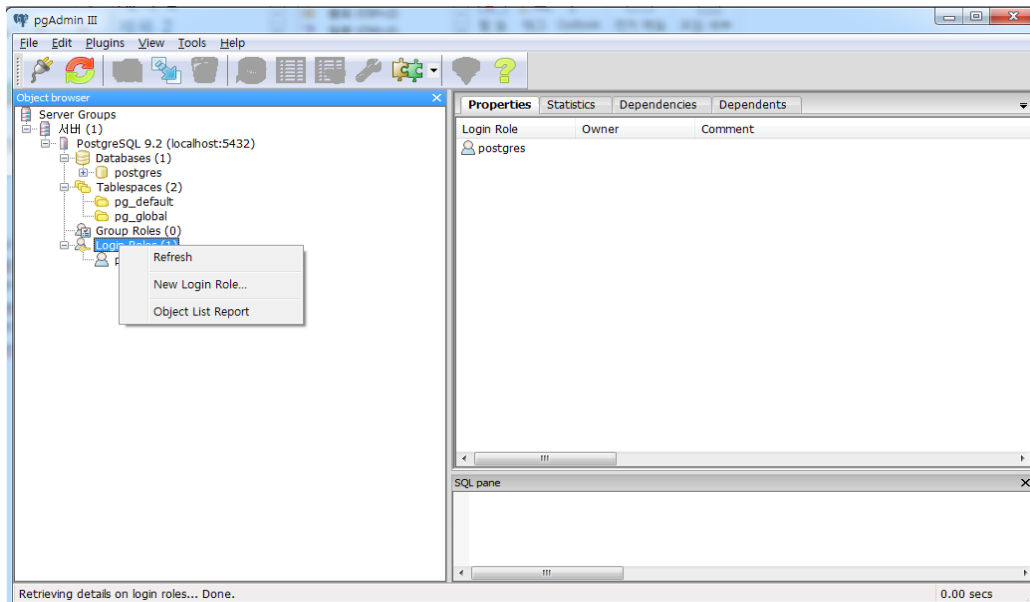 pgAdmin III
File Edit Plugins View Tools Help
Object browser
Server Groups
서버 (1)
PostgreSQL 9.2 (localhost:5432)
Databases (1)
postgres
Tablespaces (2)
pg_default
pg_global
Group Roles (0)
Login Roles (1)
Refresh
New Login Role...
Object List Report
Properties Statistics Dependencies Dependents
Login Role Owner Comment
postgres
SQL pane
Retrieving details on login roles... Done. 0.00 secs